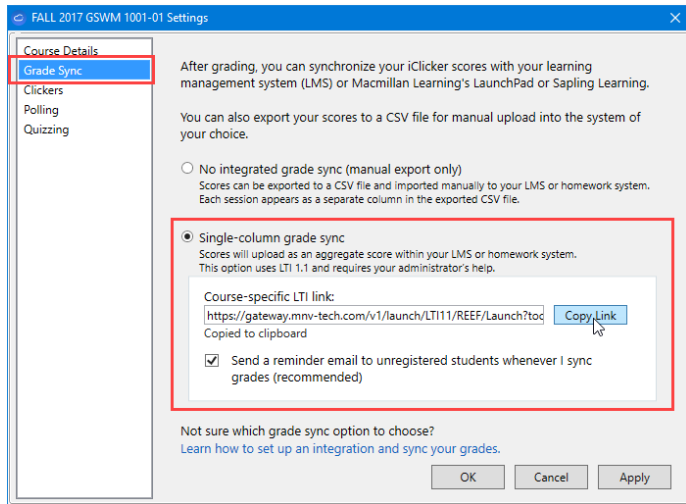 FALL 2017 GSWM 1001-01 Settings
Course Details
Grade Sync
Clickers
Polling
Quizzing
After grading, you can synchronize your iClicker scores with your learning
management system (LMS) or Macmillan Learning's LaunchPad or Sapling Learning.
You can also export your scores to a CSV file for manual upload into the system of
your choice.
No integrated grade sync (manual export only)
Scores can be exported to a CSV file and imported manually to your LMS or homework system.
Each session appears as a separate column in the exported CSV file.
Single-column grade sync
Scores will upload as an aggregate score within your LMS or homework system.
This option uses LTI 1.1 and requires your administrator's help.
Course-specific LTI link:
https://gateway.mnv-tech.com/v1/launch/LTI11/REEF/Launch?toc
Copy Link
Copied to clipboard
Send a reminder email to unregistered students whenever I sync
grades (recommended)
Not sure which grade sync option to choose?
Learn how to set up an integration and sync your grades.
OK
Cancel
Apply